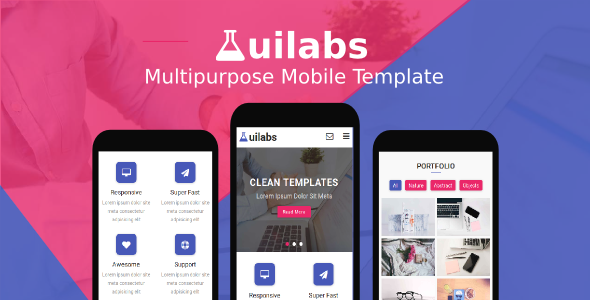 uilabs
Multipurpose Mobile Template
Responsive
Super Fast
Lorem ipsum dolor site
meta consectetur
adipisicing elit
Lorem ipsum dolor site
meta consectetur
adipisicing elit
Awesome
Support
Lorem ipsum dolor site
meta consectetur
adipisicing elit
Lorem ipsum dolor site
meta consectetur
adipisicing elit
uilabs
CLEAN TEMPLATES
Lorem Ipsum Dolor Sit Mets
Read More
Responsive
Super Fast
PORTFOLIO
All
Nature
Abstract
Objects